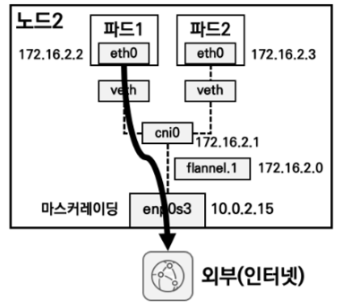 노드2
파드1 파드2
172.16.2.2 eth0 eth0 172.16.2.3
veth veth
cni0
172.16.2.1
flannel.1 172.16.2.0
마스커레이딩 enp0s3 10.0.2.15
외부(인터넷)